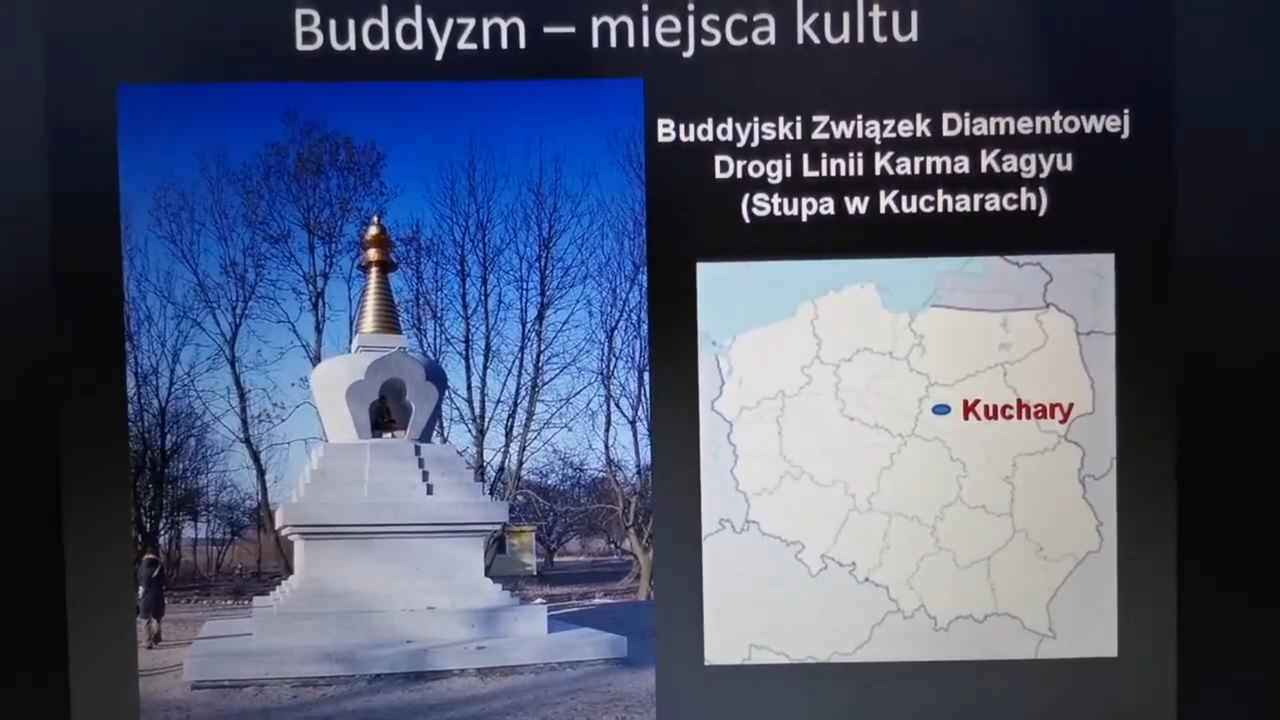 Buddyzm – miejsca kultu
Buddyjski Związek Diamentowej
Drogi Linii Karma Kagyu
(Stupa w Kucharach)
Kuchary